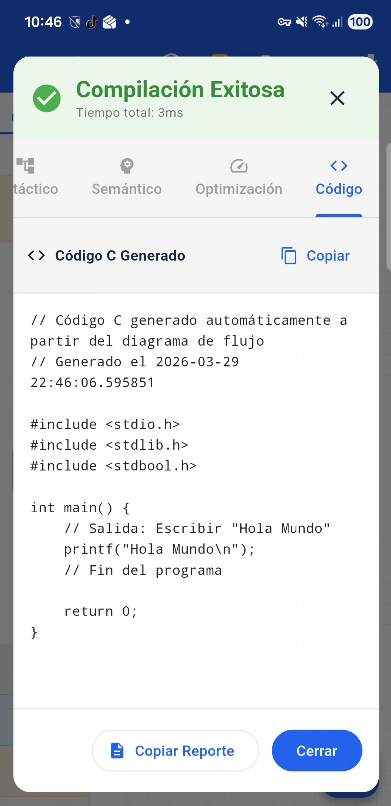 10:46
100
Compilación Exitosa
Tiempo total: 3ms
táctico
Semántico
Optimización
Código
Código C Generado
Copiar
// Código C generado automáticamente a
partir del diagrama de flujo
// Generado el 2026-03-29
22:46:06.595851
#include <stdio.h>
#include <stdlib.h>
#include <stdbool.h>
int main() {
    // Salida: Escribir "Hola Mundo"
    printf("Hola Mundo\n");
    // Fin del programa
    return 0;
}
Copiar Reporte
Cerrar